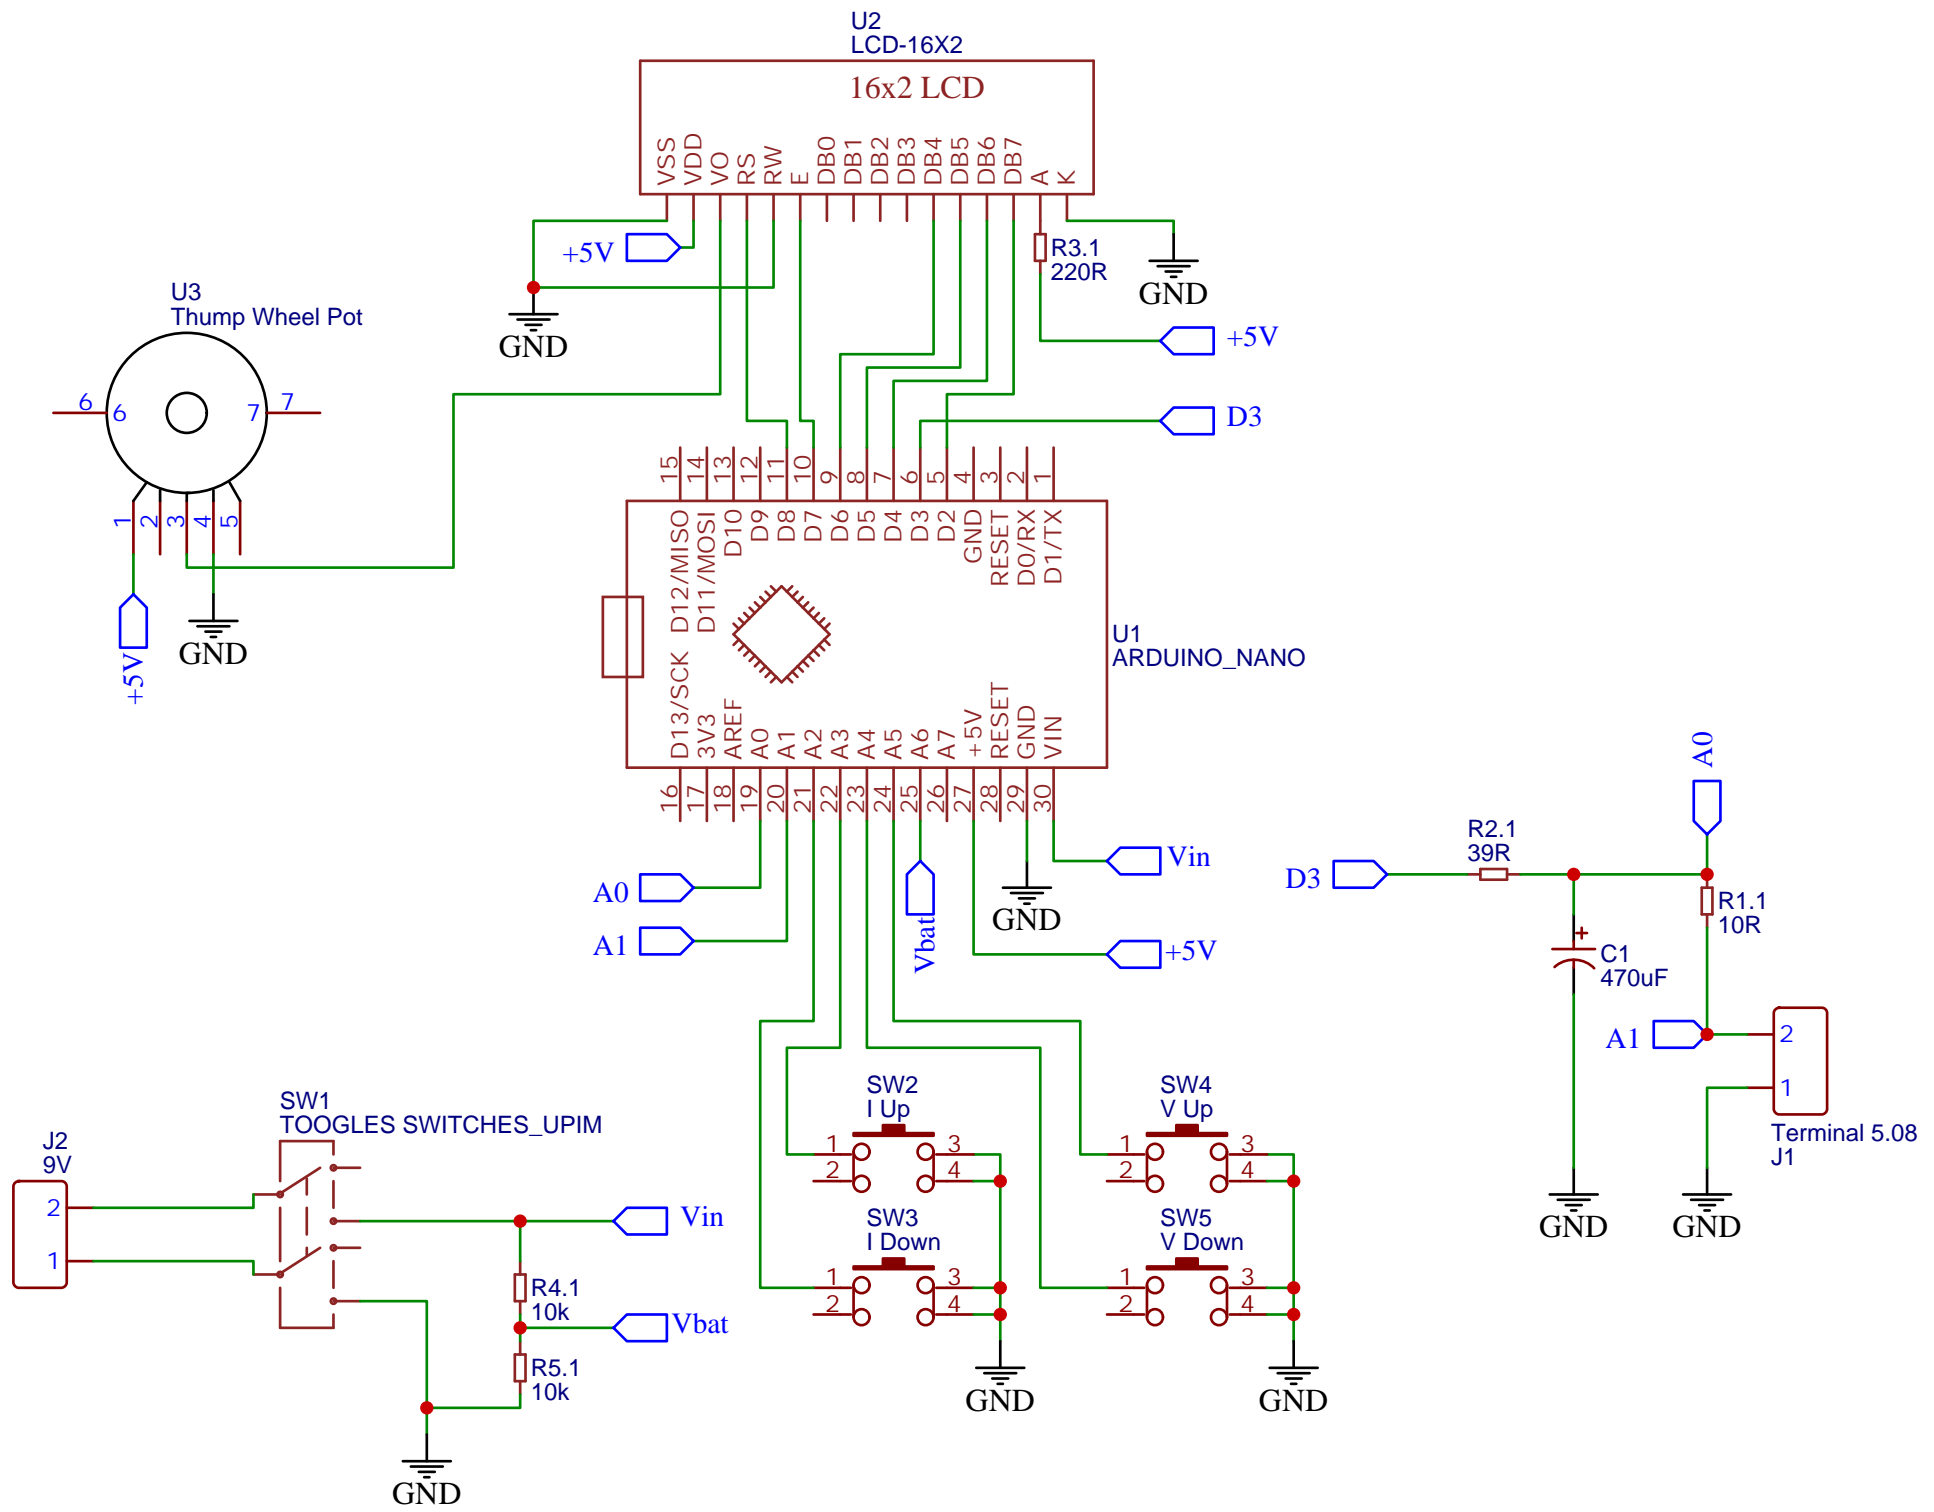 U2
LCD-16X2
16x2 LCD
VSS
VDD
VO
RS
RW
E
DB0
DB1
DB2
DB3
DB4
DB5
DB6
DB7
A
K
+5V
R3.1
220R
GND
GND
+5V
D3
U3
Thump Wheel Pot
6
6
7
7
1
2
3
4
5
+5V
GND
15
14
13
12
11
10
9
8
7
6
5
4
3
2
1
D12/MISO
D11/MOSI
D10
D9
D8
D7
D6
D5
D4
D3
D2
GND
RESET
D0/RX
D1/TX
U1
ARDUINO_NANO
D13/SCK
3V3
AREF
A0
A1
A2
A3
A4
A5
A6
A7
+5V
RESET
GND
VIN
16
17
18
19
20
21
22
23
24
25
26
27
28
29
30
A0
A1
Vbat
GND
Vin
+5V
A0
D3
R2.1
39R
R1.1
10R
C1
470uF
A1
2
1
Terminal 5.08
J1
GND
GND
J2
9V
2
1
SW1
TOOGLES SWITCHES_UPIM
Vin
R4.1
10k
Vbat
R5.1
10k
GND
SW2
I Up
1
2
3
4
SW3
I Down
1
2
3
4
GND
SW4
V Up
1
2
3
4
SW5
V Down
1
2
3
4
GND